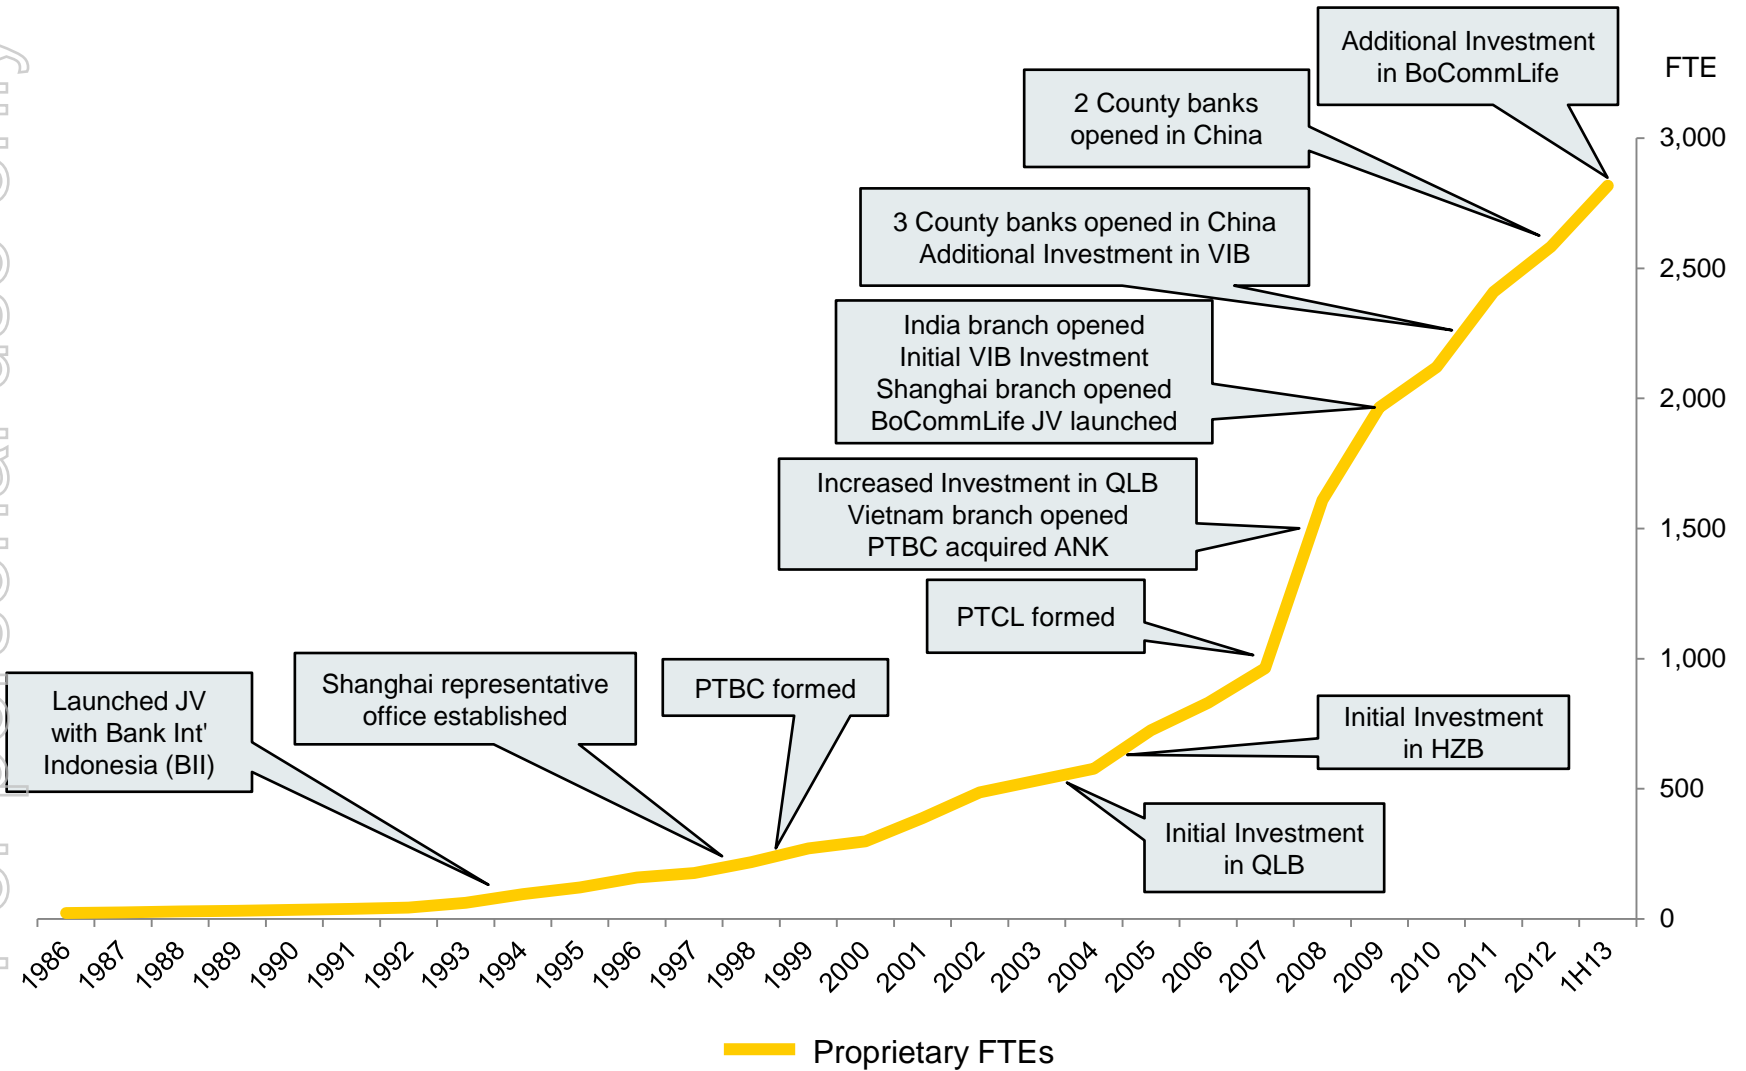 Additional Investment
in BoCommLife
FTE
2 County banks
opened in China
3,000
3 County banks opened in China
Additional Investment in VIB
2,500
India branch opened
Initial VIB Investment
Shanghai branch opened
BoCommLife JV launched
2,000
Increased Investment in QLB
Vietnam branch opened
PTBC acquired ANK
1,500
PTCL formed
1,000
Launched JV
with Bank Int'
Indonesia (BII)
Shanghai representative
office established
PTBC formed
Initial Investment
in HZB
500
Initial Investment
in QLB
0
1986
1987
1988
1989
1990
1991
1992
1993
1994
1995
1996
1997
1998
1999
2000
2001
2002
2003
2004
2005
2006
2007
2008
2009
2010
2011
2012
1H13
Proprietary FTEs